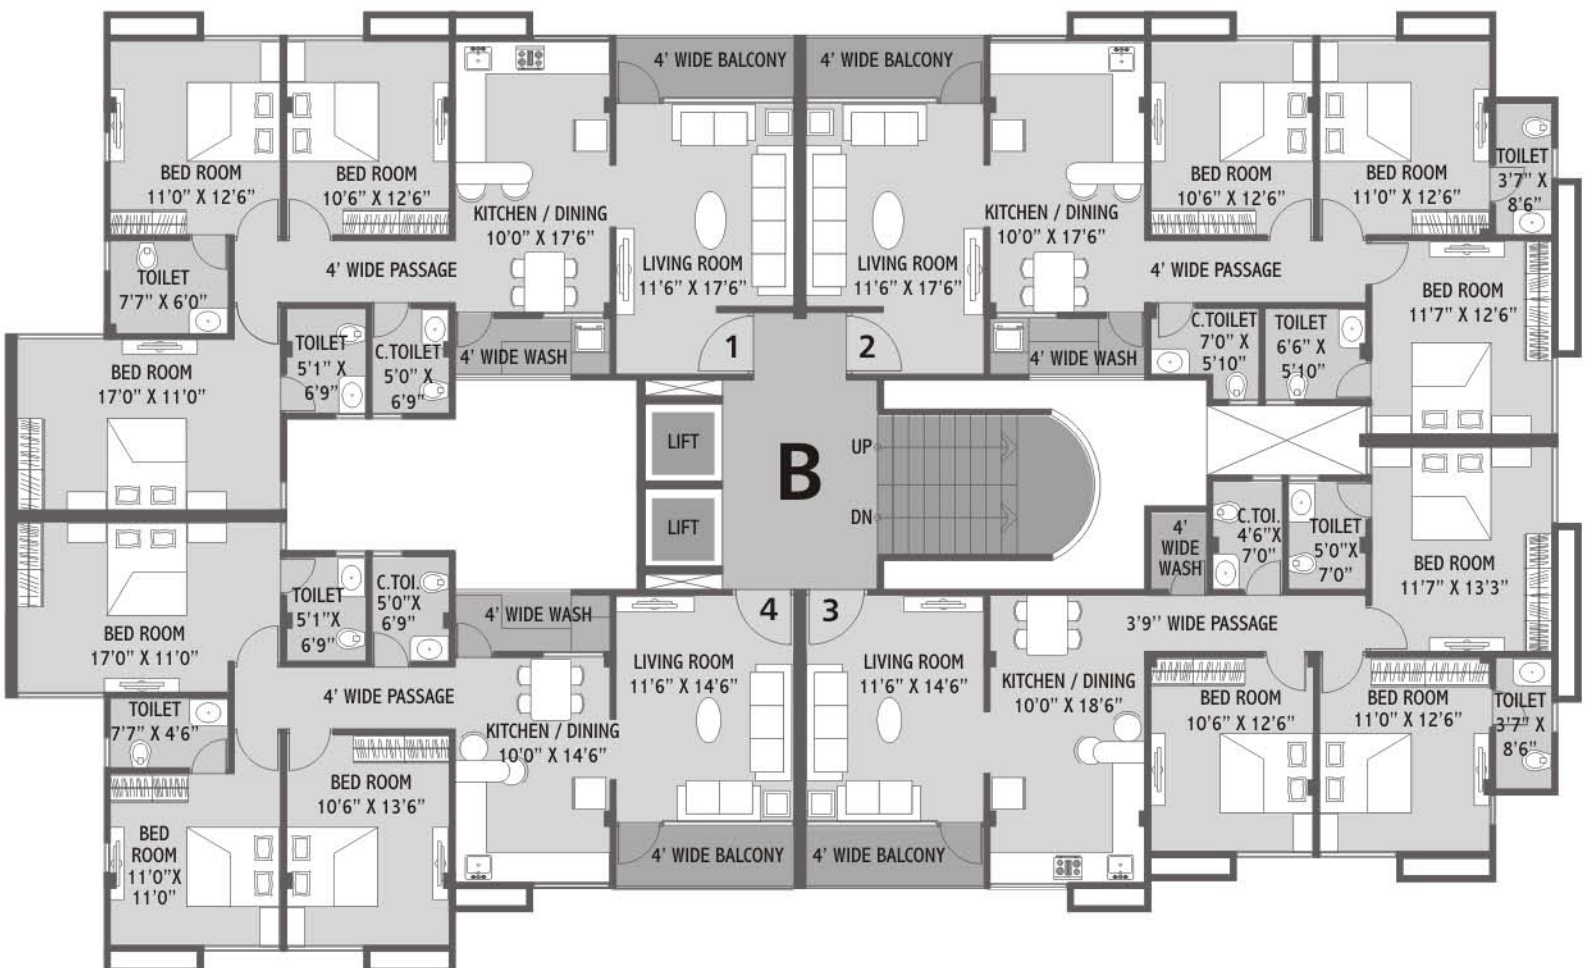 4' WIDE BALCONY
4' WIDE BALCONY
BED ROOM
11'0" X 12'6"
BED ROOM
10'6" X 12'6"
KITCHEN / DINING
10'0" X 17'6"
LIVING ROOM
11'6" X 17'6"
LIVING ROOM
11'6" X 17'6"
KITCHEN / DINING
10'0" X 17'6"
BED ROOM
10'6" X 12'6"
BED ROOM
11'0" X 12'6"
TOILET
3'7" X
8'6"
TOILET
7'7" X 6'0"
4' WIDE PASSAGE
4' WIDE PASSAGE
BED ROOM
11'7" X 12'6"
TOILET
5'1" X
6'9"
C.TOILET
5'0" X
6'9"
4' WIDE WASH
1
2
4' WIDE WASH
C.TOILET
7'0" X
5'10"
TOILET
6'6" X
5'10"
BED ROOM
17'0" X 11'0"
LIFT
LIFT
B
UP
DN
4'
WIDE
WASH
C.TOI.
4'6"X
7'0"
TOILET
5'0"X
7'0"
BED ROOM
11'7" X 13'3"
BED ROOM
17'0" X 11'0"
TOILET
5'1"X
6'9"
C.TOI.
5'0"X
6'9"
4' WIDE WASH
4
3
3'9'' WIDE PASSAGE
4' WIDE PASSAGE
LIVING ROOM
11'6" X 14'6"
LIVING ROOM
11'6" X 14'6"
KITCHEN / DINING
10'0" X 18'6"
BED ROOM
10'6" X 12'6"
BED ROOM
11'0" X 12'6"
TOILET
3'7" X
8'6"
TOILET
7'7" X 4'6"
KITCHEN / DINING
10'0" X 14'6"
BED ROOM
10'6" X 13'6"
BED
ROOM
11'0"X
11'0"
4' WIDE BALCONY
4' WIDE BALCONY